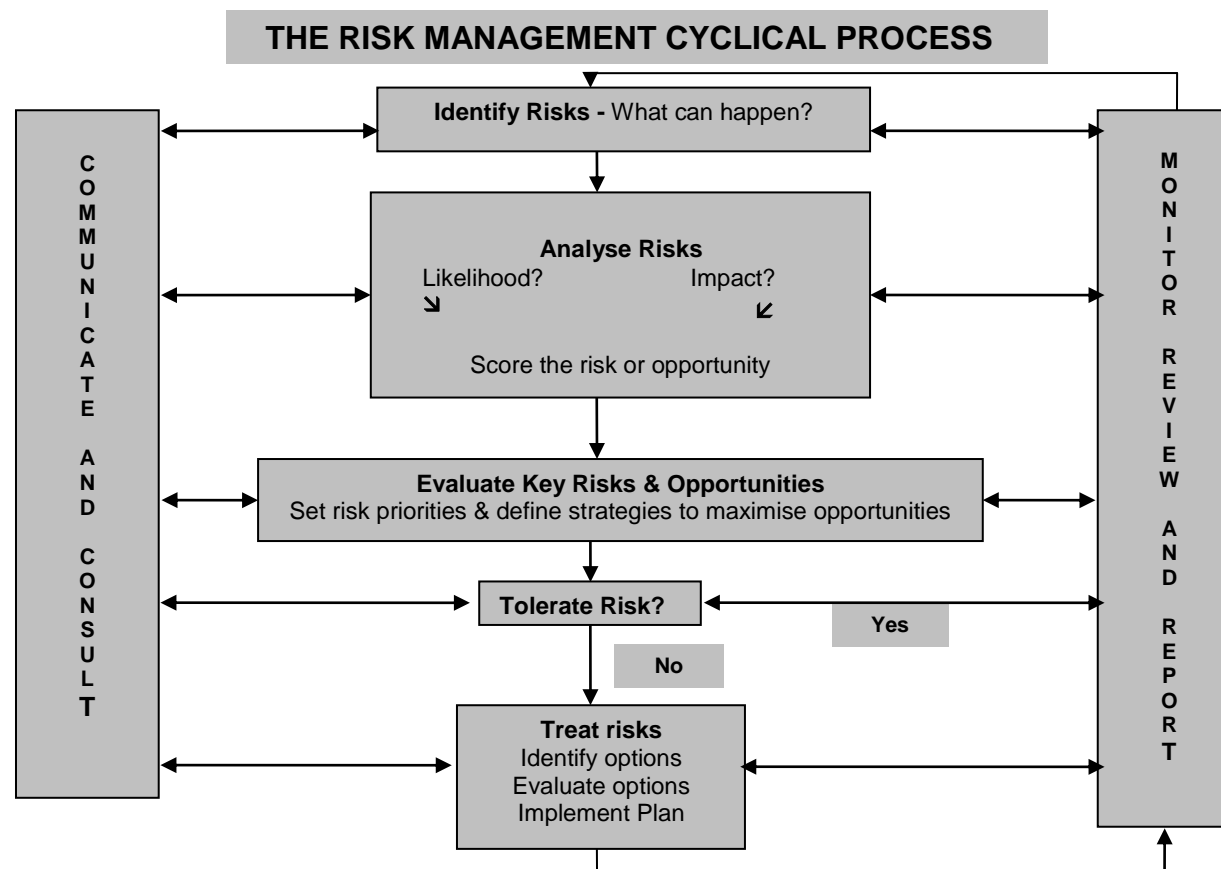 THE RISK MANAGEMENT CYCLICAL PROCESS
Identify Risks - What can happen?
COMMUNICATE AND CONSULT
MONITOR REVIEW AND REPORT
Analyse Risks
Likelihood? Impact?
Score the risk or opportunity
Evaluate Key Risks & Opportunities
Set risk priorities & define strategies to maximise opportunities
Tolerate Risk?
Yes
No
Treat risks
Identify options
Evaluate options
Implement Plan